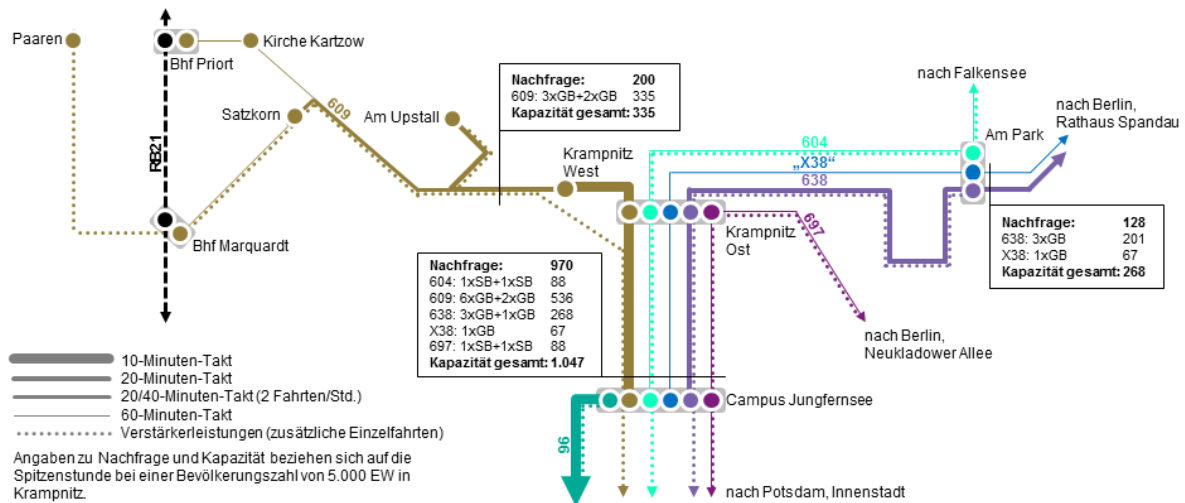 Paaren
Bhf Priort
Kirche Kartzow
RB21
Satzkorn
609
Am Upstall
Bhf Marquardt
Nachfrage: 200
609: 3xGB+2xGB 335
Kapazität gesamt: 335
Krampnitz
West
nach Falkensee
nach Berlin,
Rathaus Spandau
Am Park
604
„X38“
638
Krampnitz
Ost
697
Nachfrage: 128
638: 3xGB 201
X38: 1xGB 67
Kapazität gesamt: 268
Nachfrage: 970
604: 1xSB+1xSB 88
609: 6xGB+2xGB 536
638: 3xGB+1xGB 268
X38: 1xGB 67
697: 1xSB+1xSB 88
Kapazität gesamt: 1.047
nach Berlin,
Neukladower Allee
Campus Jungfernsee
96
nach Potsdam, Innenstadt
10-Minuten-Takt
20-Minuten-Takt
20/40-Minuten-Takt (2 Fahrten/Std.)
60-Minuten-Takt
Verstärkerleistungen (zusätzliche Einzelfahrten)
Angaben zu Nachfrage und Kapazität beziehen sich auf die
Spitzenstunde bei einer Bevölkerungszahl von 5.000 EW in
Krampnitz.